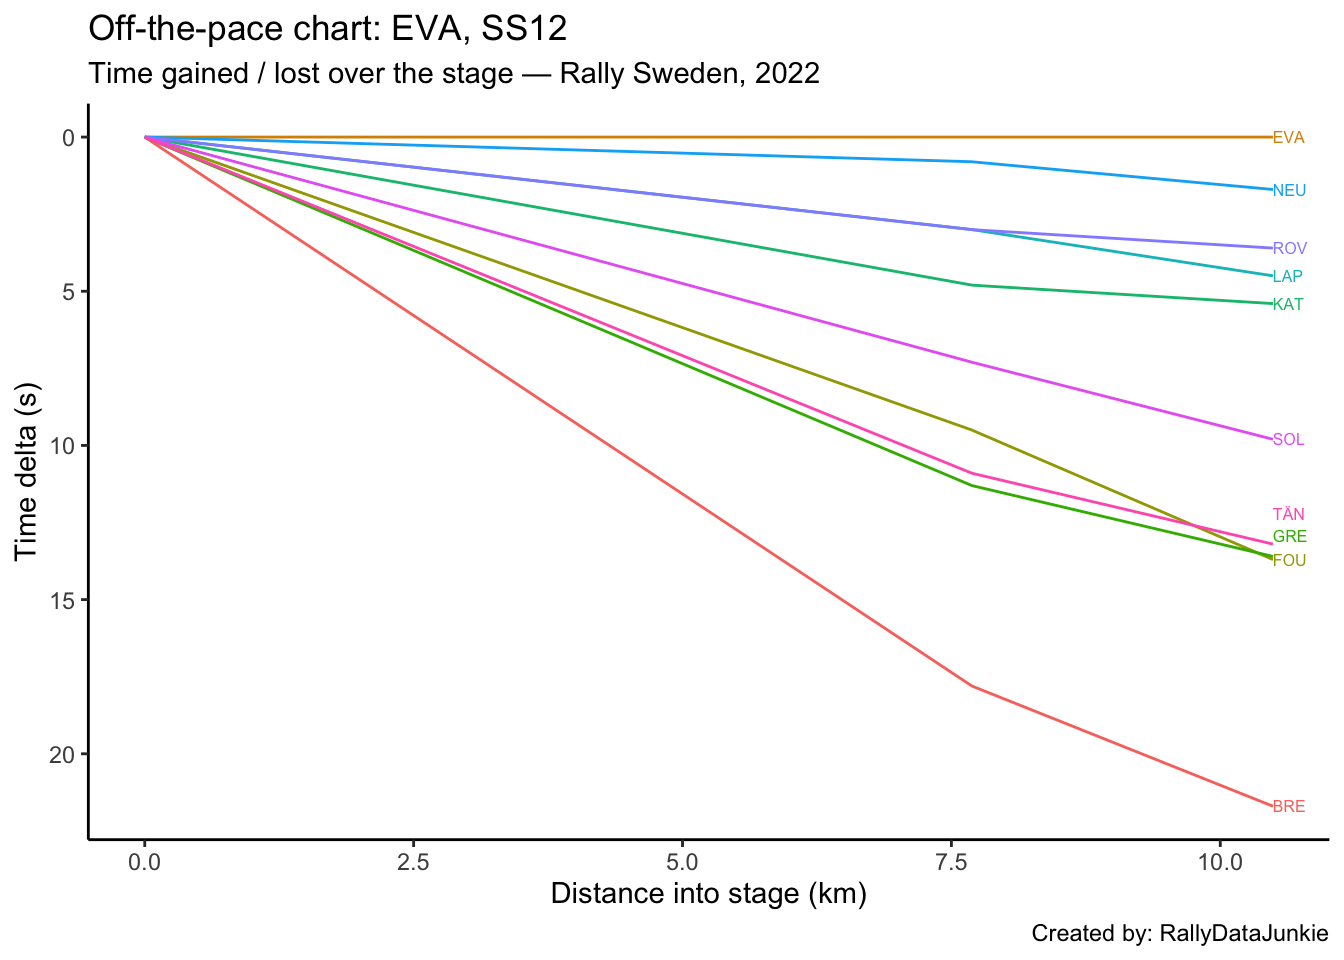 Off-the-pace chart: EVA, SS12
Time gained / lost over the stage — Rally Sweden, 2022
Time delta (s)
0
5
10
15
20
EVA
NEU
ROV
LAP
KAT
SOL
TÄN
GRE
FOU
BRE
0.0 2.5 5.0 7.5 10.0
Distance into stage (km)
Created by: RallyDataJunkie